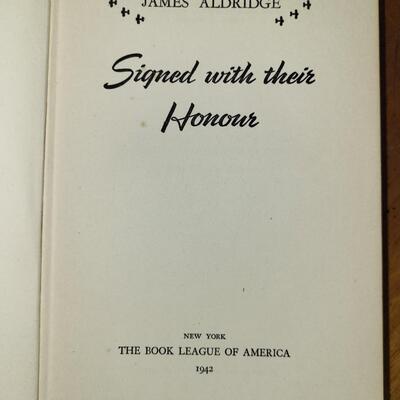 JAMES ALDRIDGE
Signed with their
Honour
NEW YORK
THE BOOK LEAGUE OF AMERICA
1942